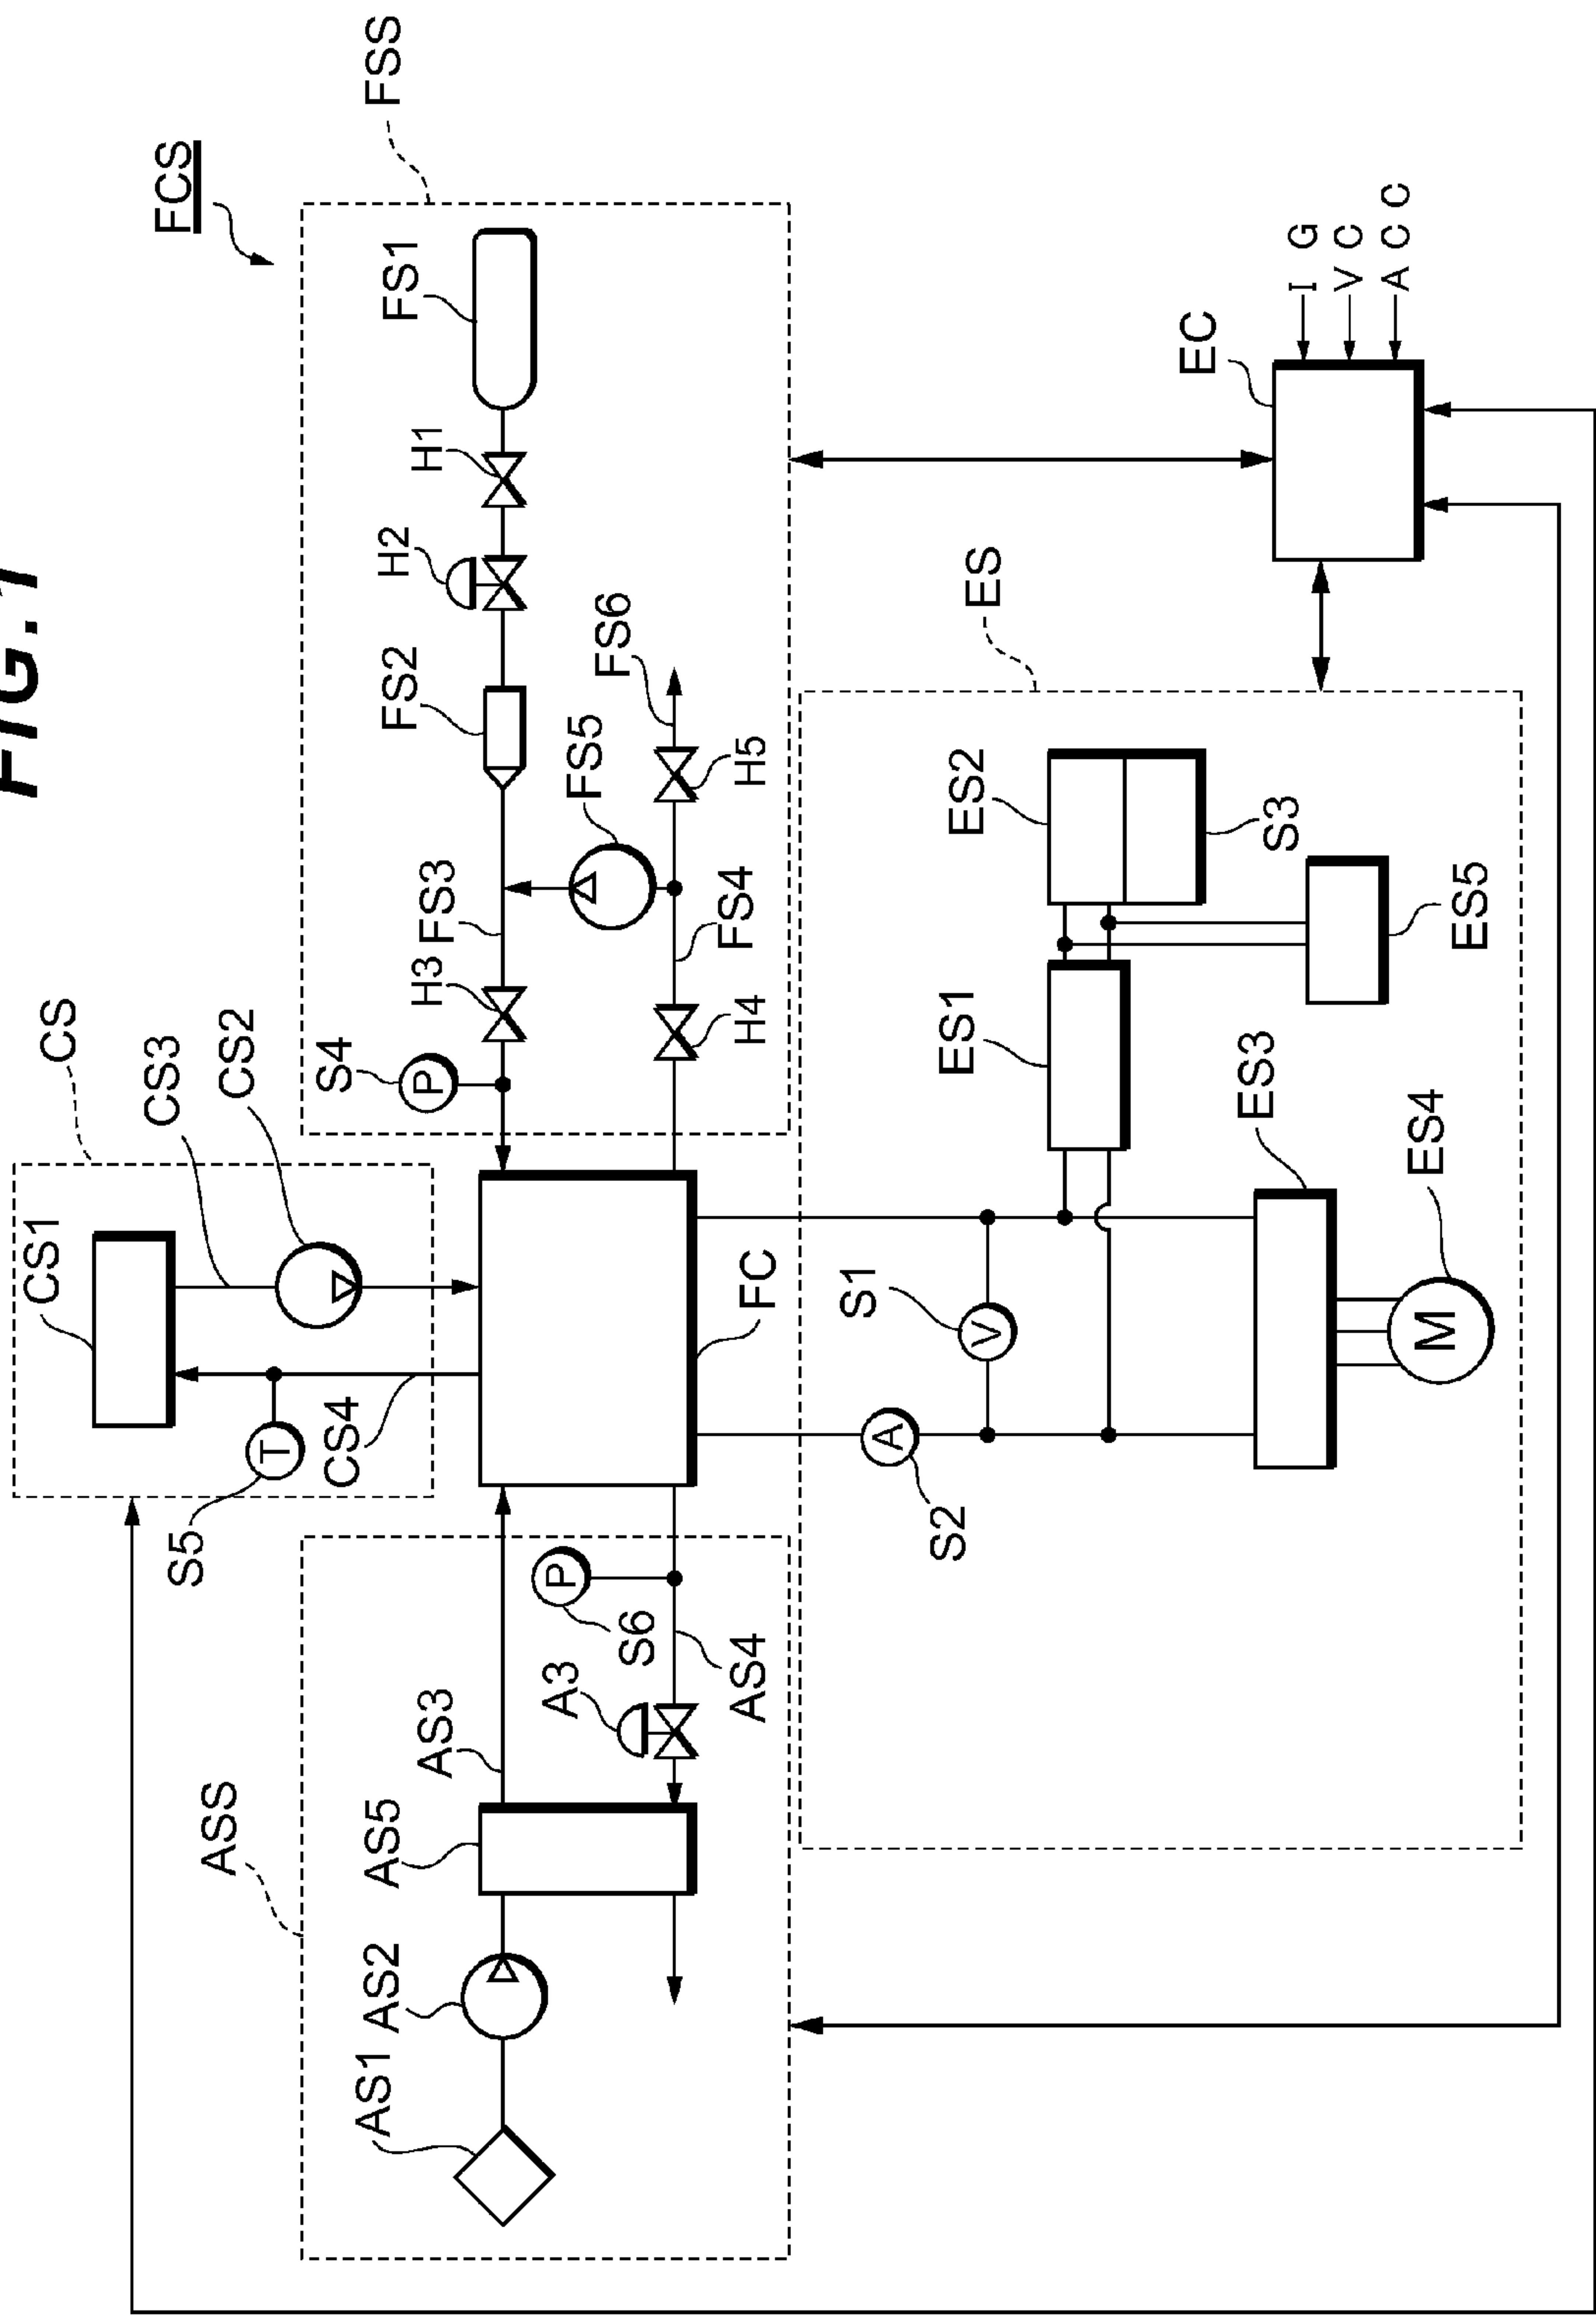 FIG.1
FCS
FSS
FS1
H1
H2
FS2
FS6
FS5
H5
FS3
FS4
H3
H4
S4
P
CS
CS3
CS2
CS1
T
CS4
S5
FC
ASS
AS1
AS2
AS5
AS3
A3
S6
P
AS4
ES
ES2
S3
ES5
ES1
ES3
ES4
M
S1
V
A
S2
EC
I G
V C
A C C